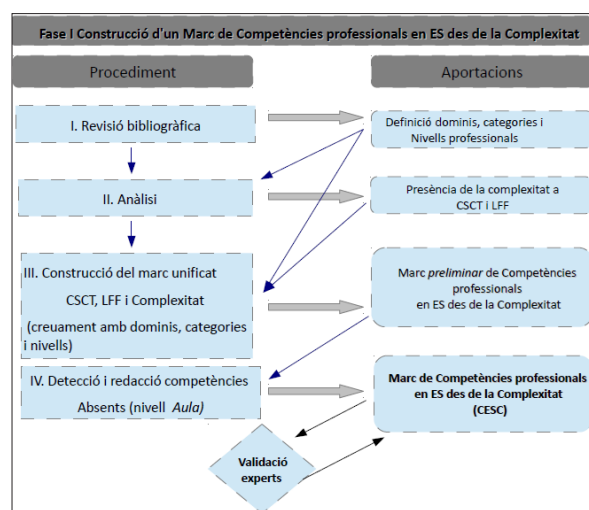 Fase I Construcció d'un Marc de Competències professionals en ES des de la Complexitat
Procediment
Aportacions
I. Revisió bibliogràfica
Definició dominis, categories i
Nivells professionals
II. Anàlisi
Presència de la complexitat a
CSCT i LFF
III. Construcció del marc unificat
CSCT, LFF i Complexitat
(creuament amb dominis, categories
i nivells)
Marc preliminar de Competències
professionals
en ES des de la Complexitat
IV. Detecció i redacció competències
Absents (nivell Aula)
Marc de Competències professionals
en ES des de la Complexitat
(CESC)
Validació
experts